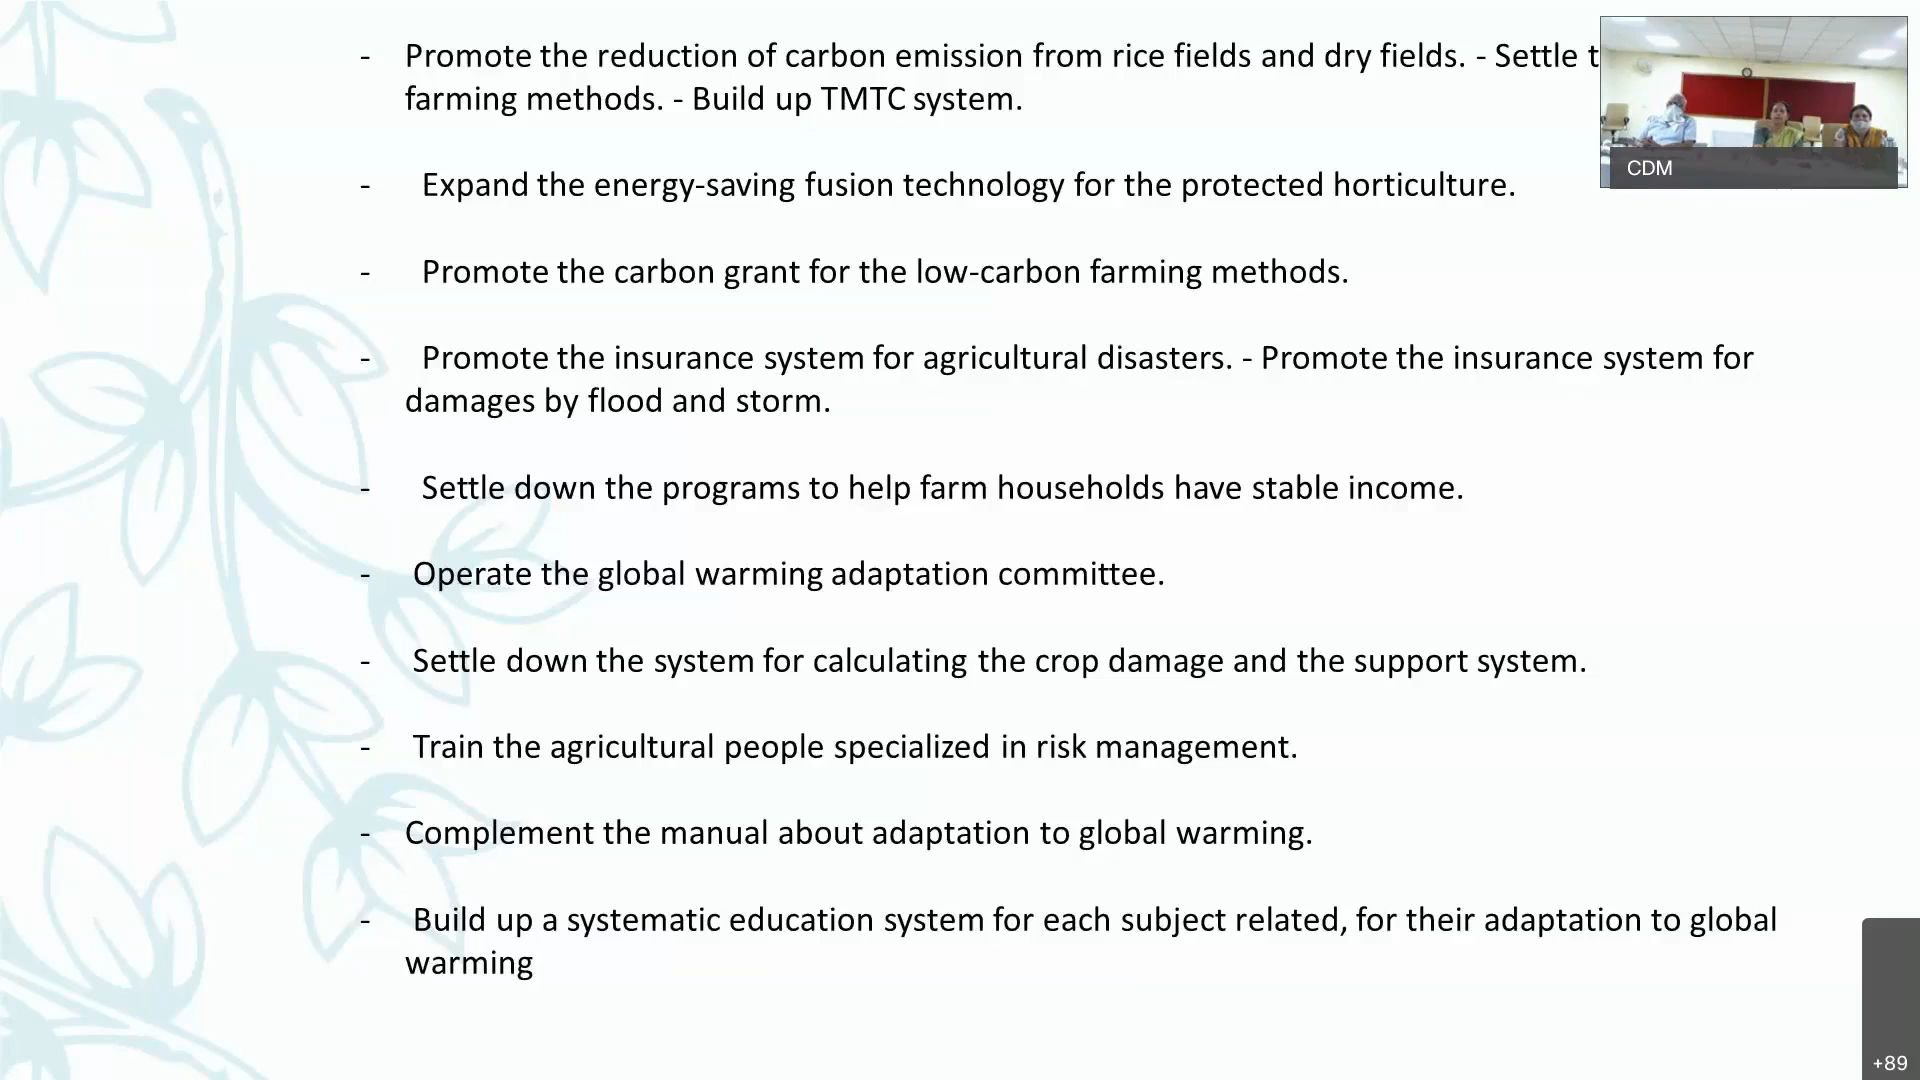 - Promote the reduction of carbon emission from rice fields and dry fields. - Settle
farming methods. - Build up TMTC system.
- Expand the energy-saving fusion technology for the protected horticulture.
- Promote the carbon grant for the low-carbon farming methods.
- Promote the insurance system for agricultural disasters. - Promote the insurance system for
damages by flood and storm.
- Settle down the programs to help farm households have stable income.
- Operate the global warming adaptation committee.
- Settle down the system for calculating the crop damage and the support system.
- Train the agricultural people specialized in risk management.
- Complement the manual about adaptation to global warming.
- Build up a systematic education system for each subject related, for their adaptation to global
warming
CDM
+89